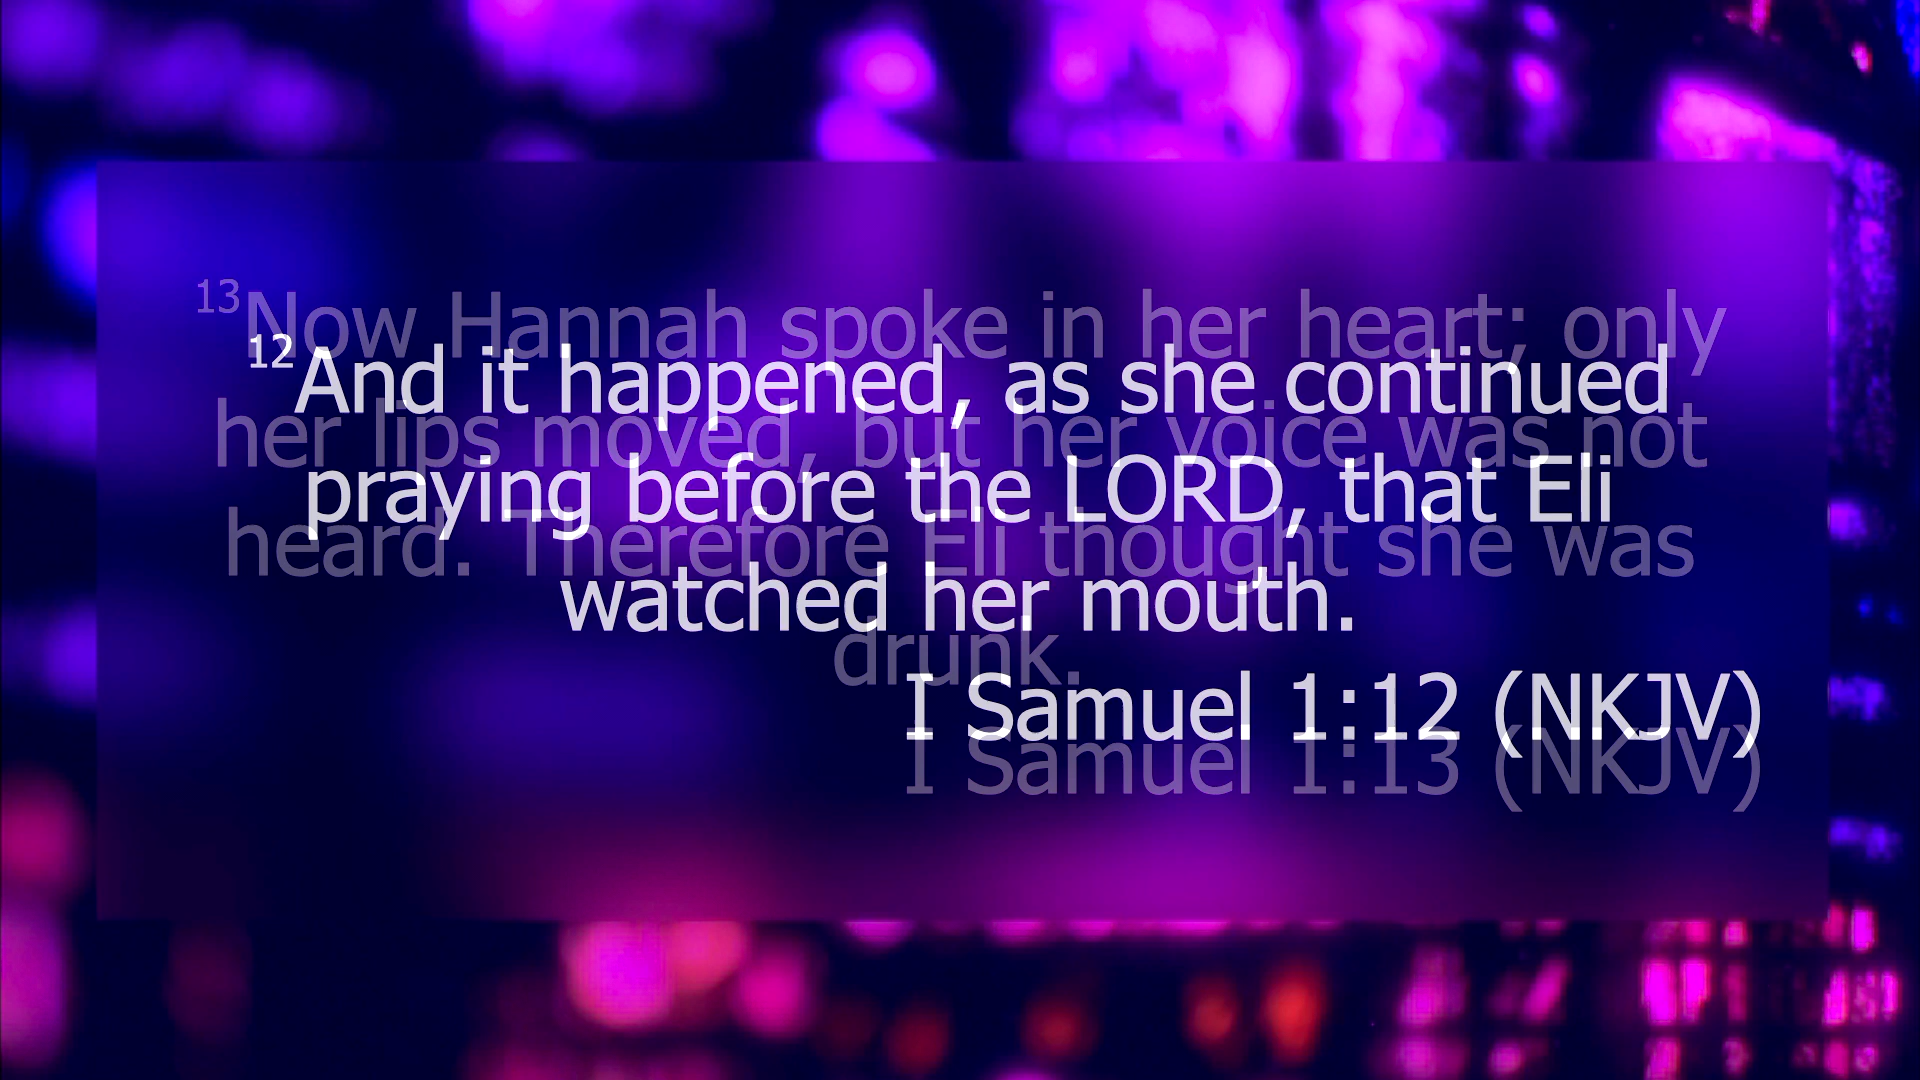 13Now Hannah spoke in her heart; only
her lips moved, but her voice was not
heard. Therefore Eli thought she was
drunk.
I Samuel 1:13 (NKJV)
12And it happened, as she continued
praying before the LORD, that Eli
watched her mouth.
I Samuel 1:12 (NKJV)